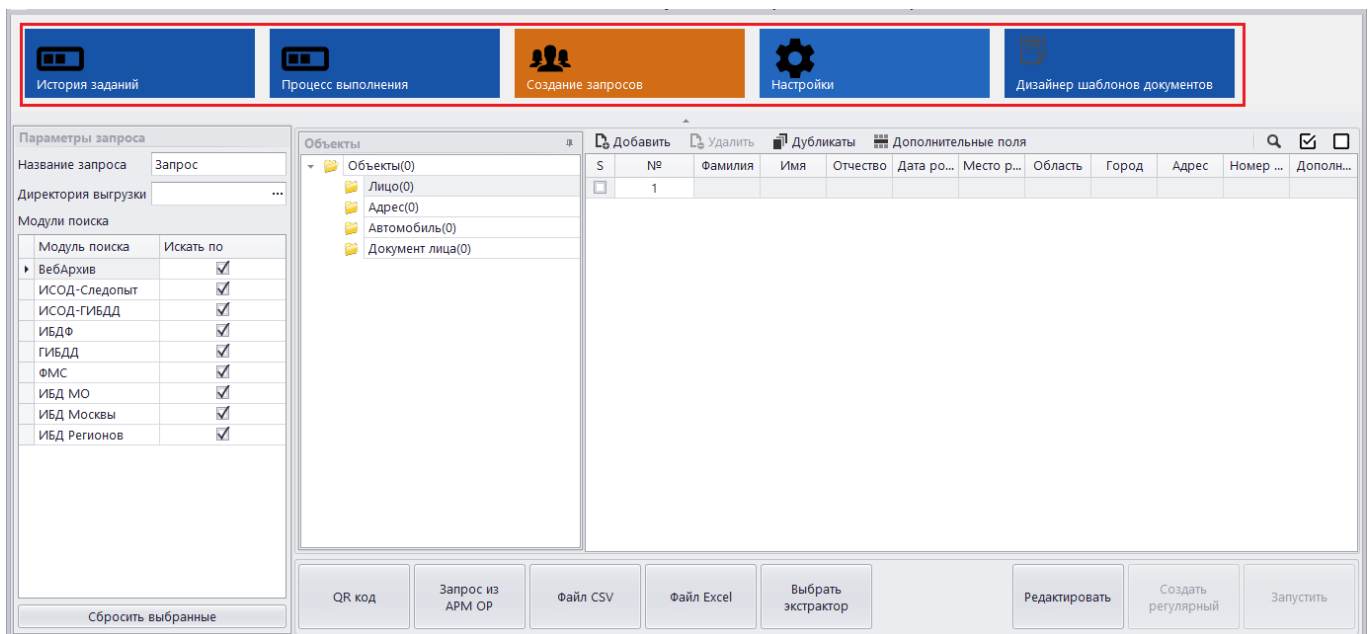 История заданий
Процесс выполнения
Создание запросов
Настройки
Дизайнер шаблонов документов
Параметры запроса
Название запроса Запрос
Директория выгрузки ...
Модули поиска
Модуль поиска Искать по
ВебАрхив
ИСОД-Следопыт
ИСОД-ГИБДД
ИБДФ
ГИБДД
ФМС
ИБД МО
ИБД Москвы
ИБД Регионов
Сбросить выбранные
Объекты
Объекты(0)
Лицо(0)
Адрес(0)
Автомобиль(0)
Документ лица(0)
Добавить Удалить Дубликаты Дополнительные поля
S № Фамилия Имя Отчество Дата ро... Место р... Область Город Адрес Номер ... Дополн...
1
QR код
Запрос из
АРМ ОР
Файл CSV
Файл Excel
Выбрать
экстрактор
Редактировать
Создать
регулярный
Запустить